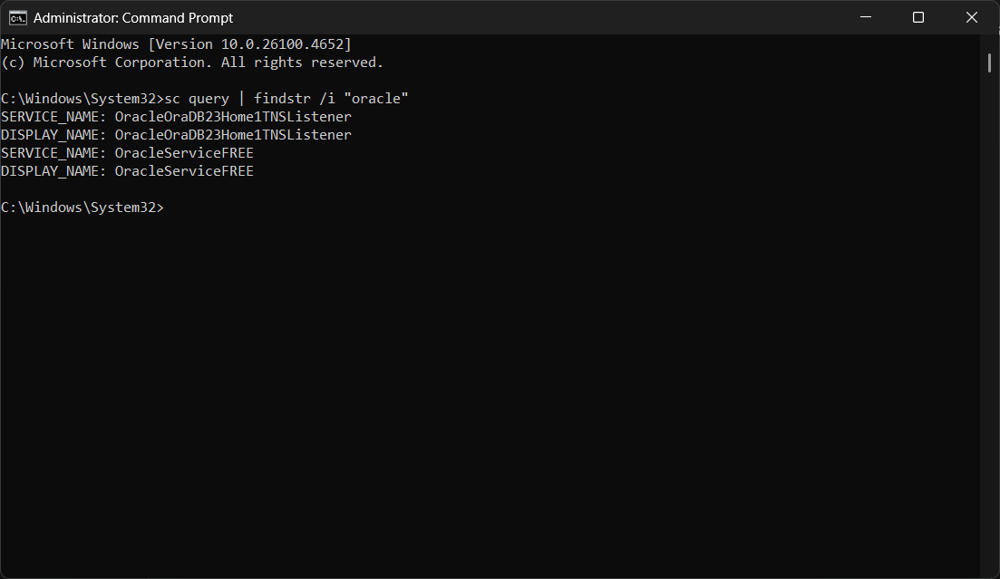 Administrator: Command Prompt
Microsoft Windows [Version 10.0.26100.4652]
(c) Microsoft Corporation. All rights reserved.
C:\Windows\System32>sc query | findstr /i "oracle"
SERVICE_NAME: OracleOraDB23Home1TNSListener
DISPLAY_NAME: OracleOraDB23Home1TNSListener
SERVICE_NAME: OracleServiceFREE
DISPLAY_NAME: OracleServiceFREE
C:\Windows\System32>